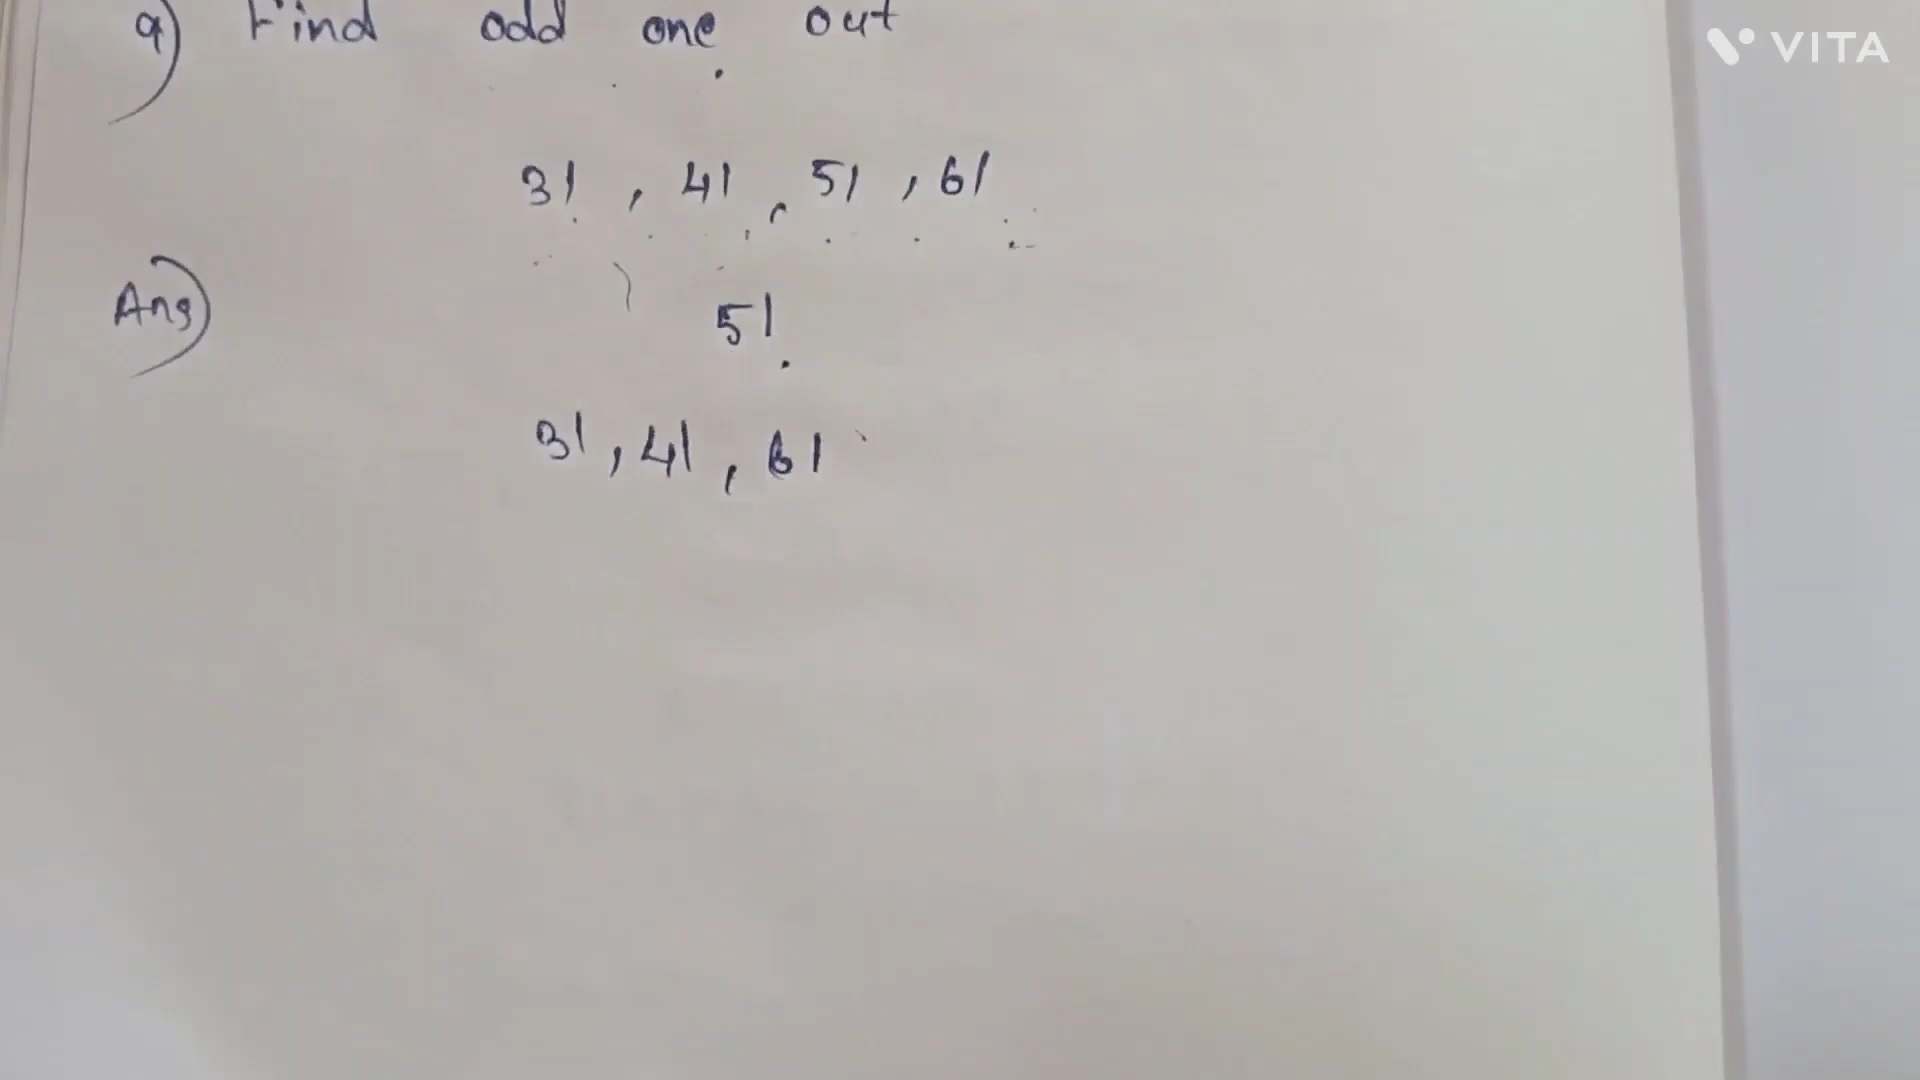 VITA
9) Find odd one out
31, 41, 51, 61
Ans)
51.
31, 41, 61